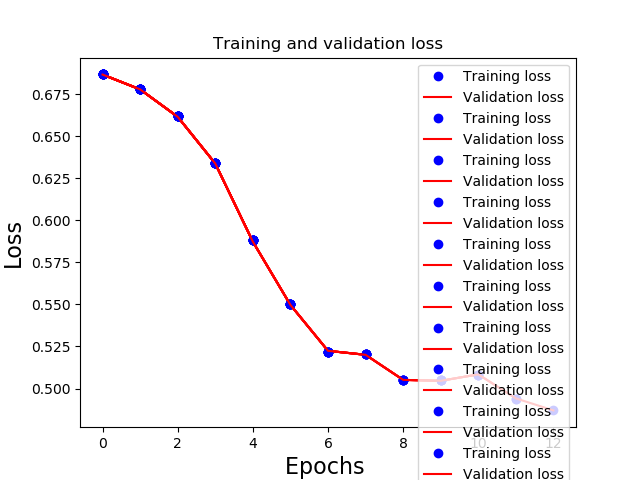 Training and validation loss
Loss
0.675
0.650
0.625
0.600
0.575
0.550
0.525
0.500
Training loss
Validation loss
Training loss
Validation loss
Training loss
Validation loss
Training loss
Validation loss
Training loss
Validation loss
Training loss
Validation loss
Training loss
Validation loss
Training loss
Validation loss
Training loss
Validation loss
Training loss
Validation loss
0 2 4 6 8 10 12
Epochs